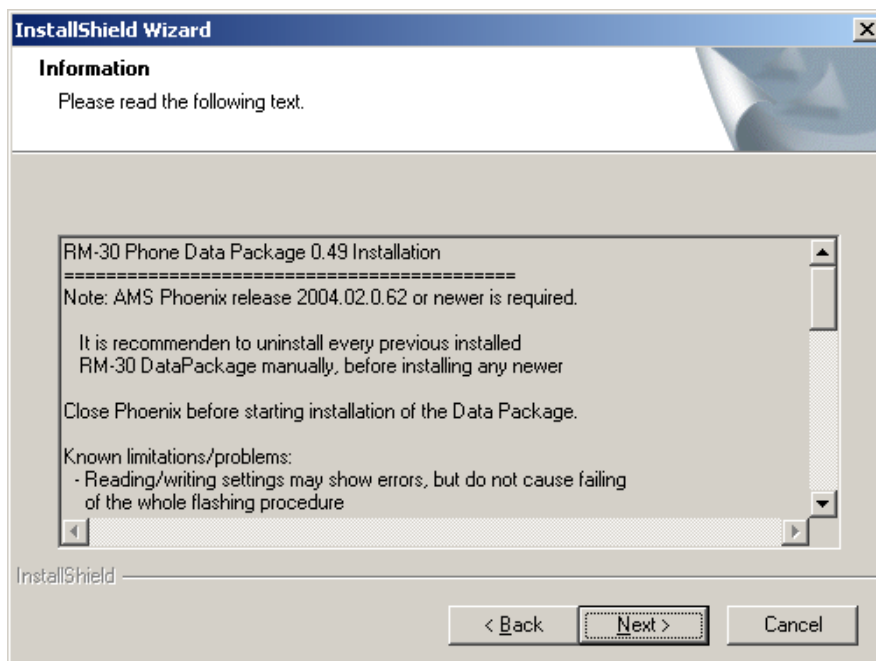 InstallShield Wizard
Information
Please read the following text.
RM-30 Phone Data Package 0.49 Installation
===========================================
Note: AMS Phoenix release 2004.02.0.62 or newer is required.
It is recommenden to uninstall every previous installed
RM-30 DataPackage manually, before installing any newer
Close Phoenix before starting installation of the Data Package.
Known limitations/problems:
- Reading/writing settings may show errors, but do not cause failing
of the whole flashing procedure
InstallShield
< Back
Next >
Cancel